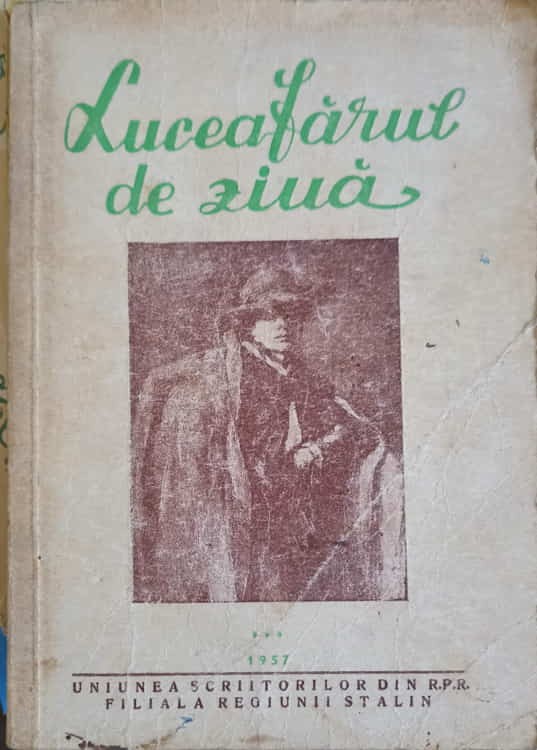 Luceafărul
de ziuă
***
1957
UNIUNEA SCRIITORILOR DIN R.P.R.
FILIALA REGIUNII STALIN